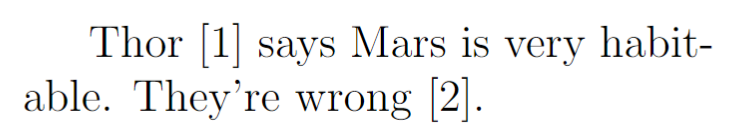 Thor [1] says Mars is very habit-
able. They're wrong [2].